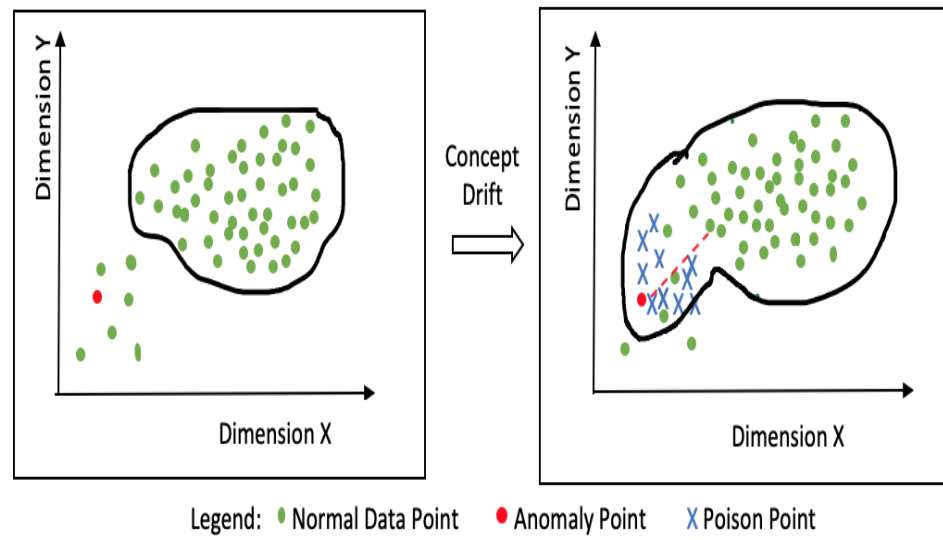 Dimension Y
Dimension X
Concept
Drift
Dimension Y
Dimension X
Legend: Normal Data Point Anomaly Point Poison Point